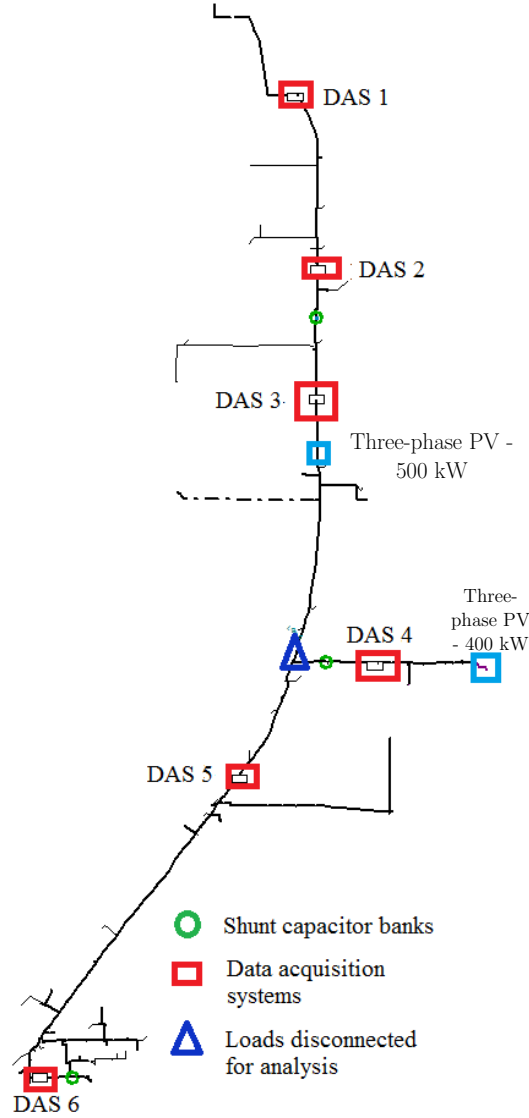 DAS 1
DAS 2
DAS 3
Three-phase PV -
500 kW
Three-
phase PV
- 400 kW
DAS 4
DAS 5
Shunt capacitor banks
Data acquisition
systems
Loads disconnected
for analysis
DAS 6